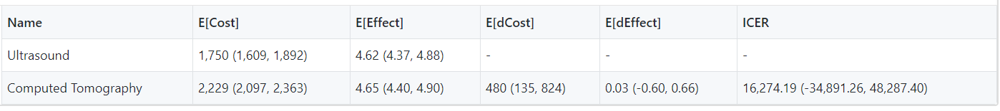 Name E[Cost] E[Effect] E[dCost] E[dEffect] ICER
Ultrasound 1,750 (1,609, 1,892) 4.62 (4.37, 4.88) - - -
Computed Tomography 2,229 (2,097, 2,363) 4.65 (4.40, 4.90) 480 (135, 824) 0.03 (-0.60, 0.66) 16,274.19 (-34,891.26, 48,287.40)